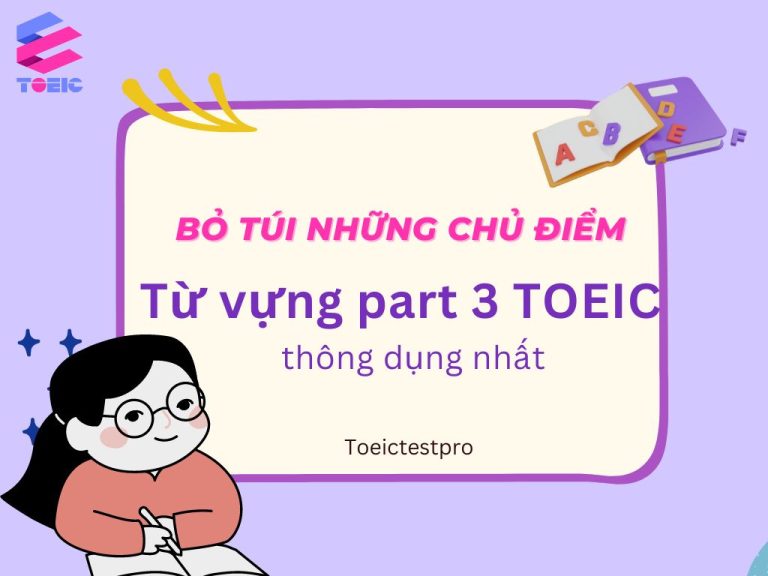 TOEIC
A C B D E F
BỎ TÚI NHỮNG CHỦ ĐIỂM
Từ vựng part 3 TOEIC
thông dụng nhất
Toeictestpro